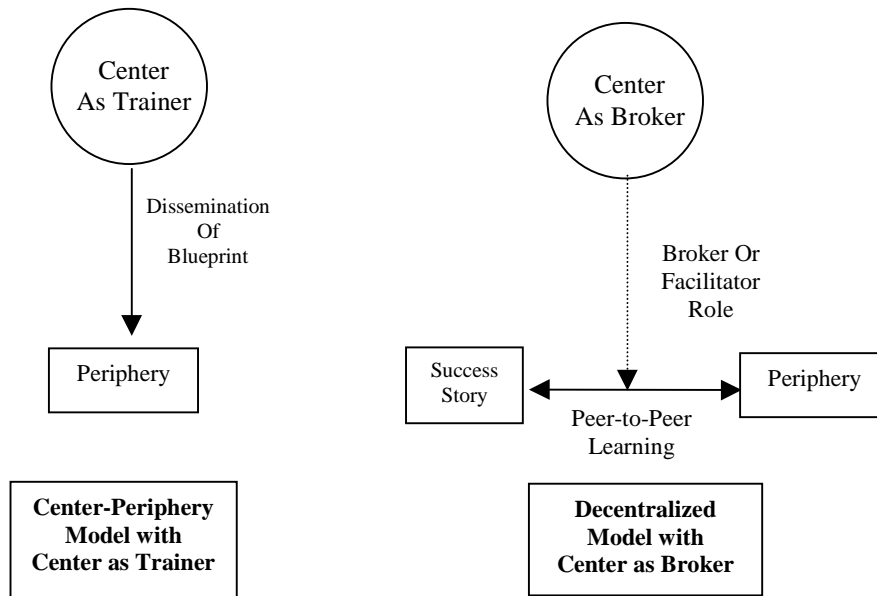 Center
As Trainer
Dissemination
Of
Blueprint
Periphery
Center-Periphery
Model with
Center as Trainer
Center
As Broker
Broker Or
Facilitator
Role
Success
Story
Periphery
Peer-to-Peer
Learning
Decentralized
Model with
Center as Broker